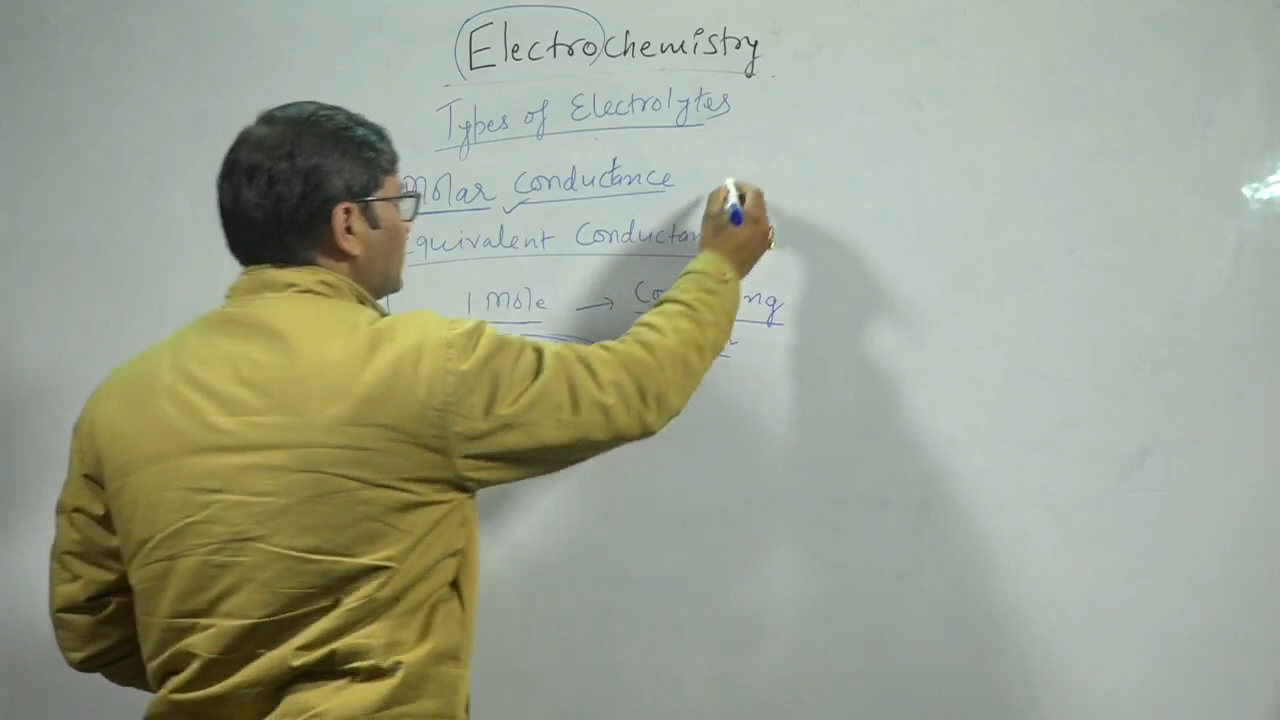 Electrochemistry
Types of Electrolytes
Molar Conductance
Equivalent Conductan
1 Mole →